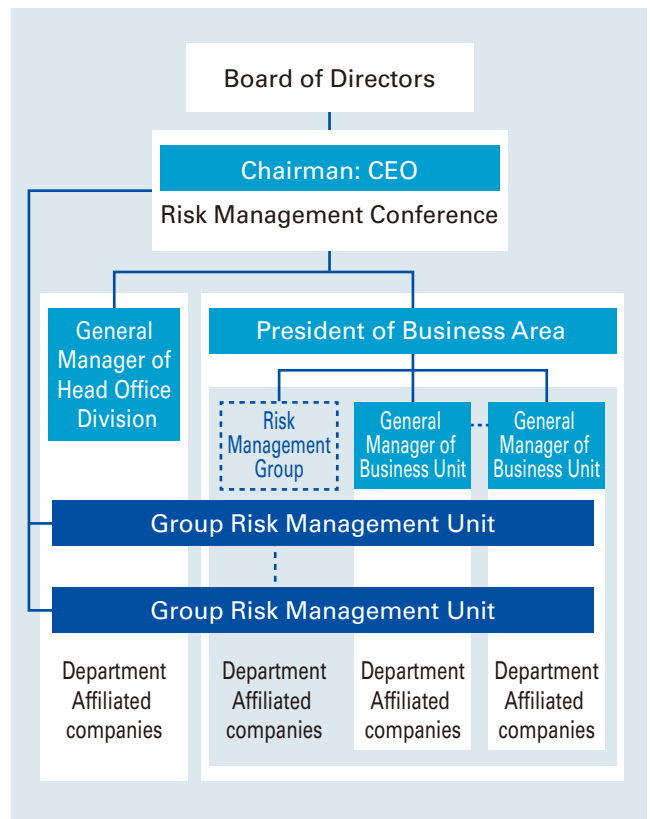 Board of Directors
Chairman: CEO
Risk Management Conference
General
Manager of
Head Office
Division
President of Business Area
Risk
Management
Group
General
Manager of
Business Unit
General
Manager of
Business Unit
Group Risk Management Unit
Group Risk Management Unit
Department
Affiliated
companies
Department
Affiliated
companies
Department
Affiliated
companies
Department
Affiliated
companies